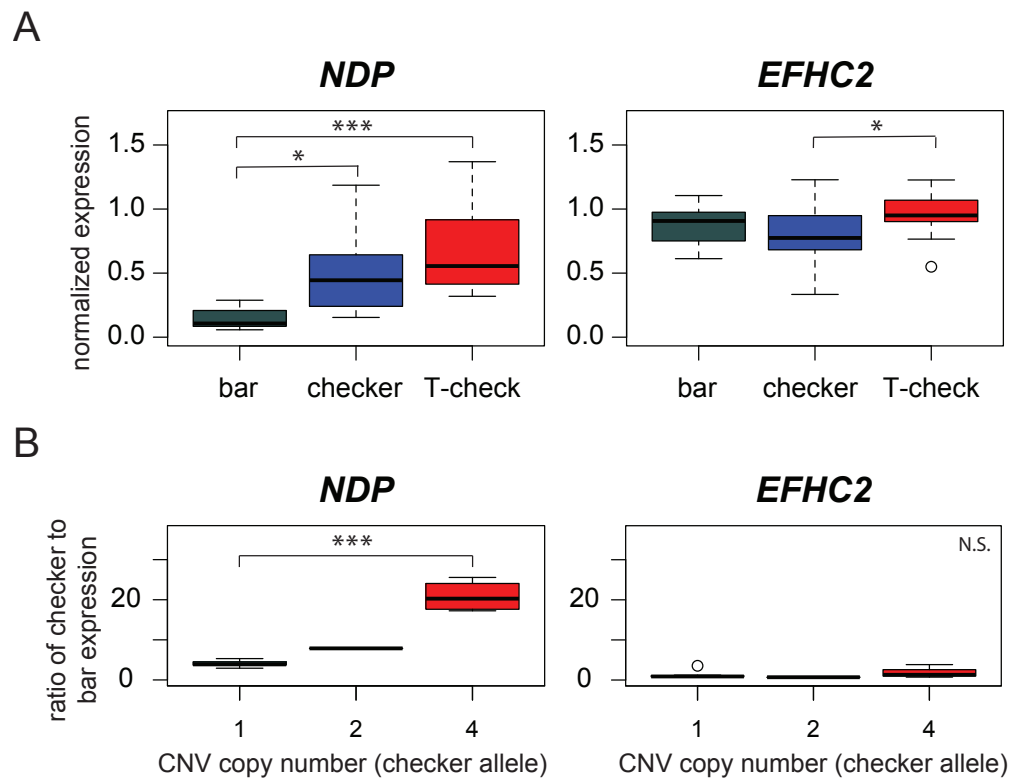 A
NDP
EFHC2
normalized expression
1.5
1.0
0.5
0.0
***
*
bar checker T-check
1.5
1.0
0.5
0.0
*
bar checker T-check
B
NDP
EFHC2
ratio of checker to
bar expression
20
0
***
1 2 4
CNV copy number (checker allele)
20
0
N.S.
1 2 4
CNV copy number (checker allele)